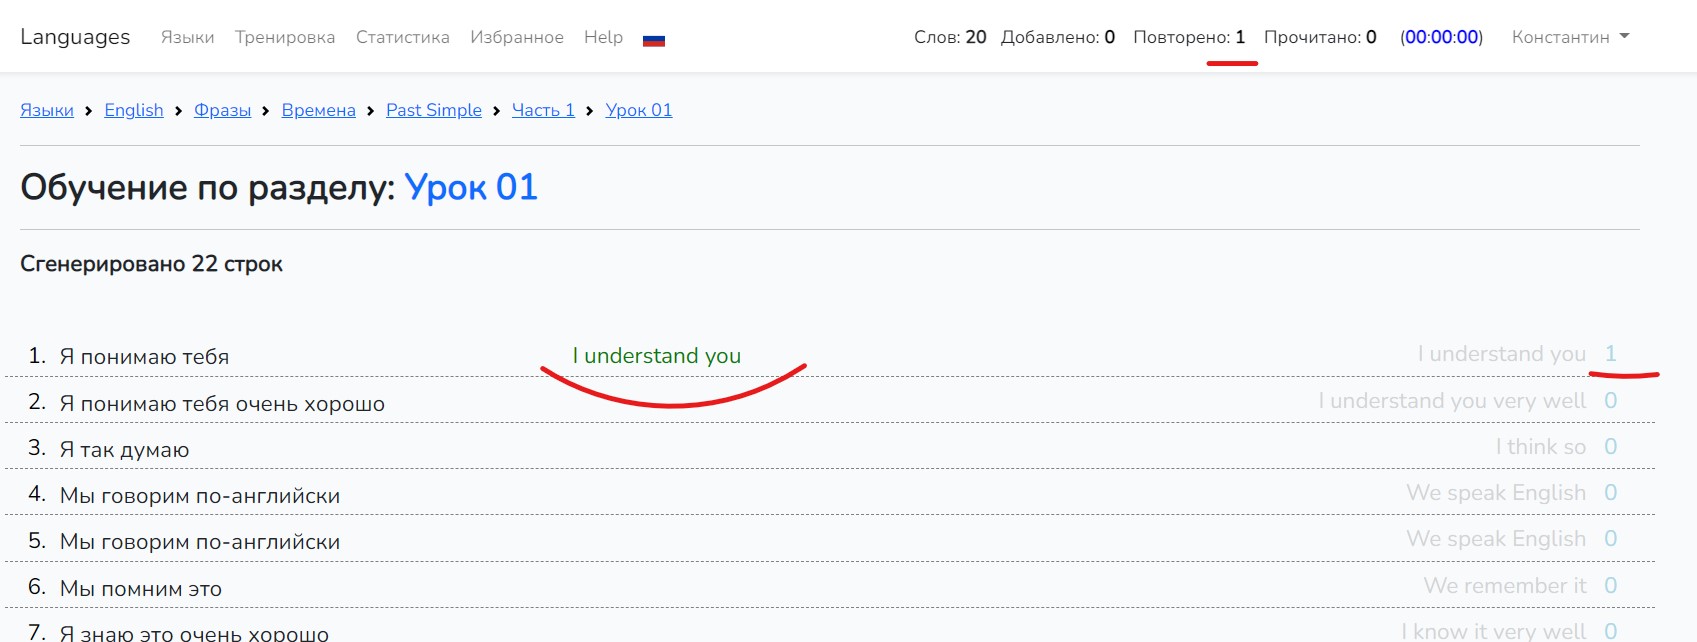 Languages Языки Тренировка Статистика Избранное Help Слов: 20 Добавлено: 0 Повторено: 1 Прочитано: 0 (00:00:00) Константин
Языки > English > Фразы > Времена > Past Simple > Часть 1 > Урок 01
Обучение по разделу: Урок 01
Сгенерировано 22 строк
1. Я понимаю тебя I understand you I understand you 1
2. Я понимаю тебя очень хорошо I understand you very well 0
3. Я так думаю I think so 0
4. Мы говорим по-английски We speak English 0
5. Мы говорим по-английски We speak English 0
6. Мы помним это We remember it 0
7. Я знаю это очень хорошо I know it very well 0